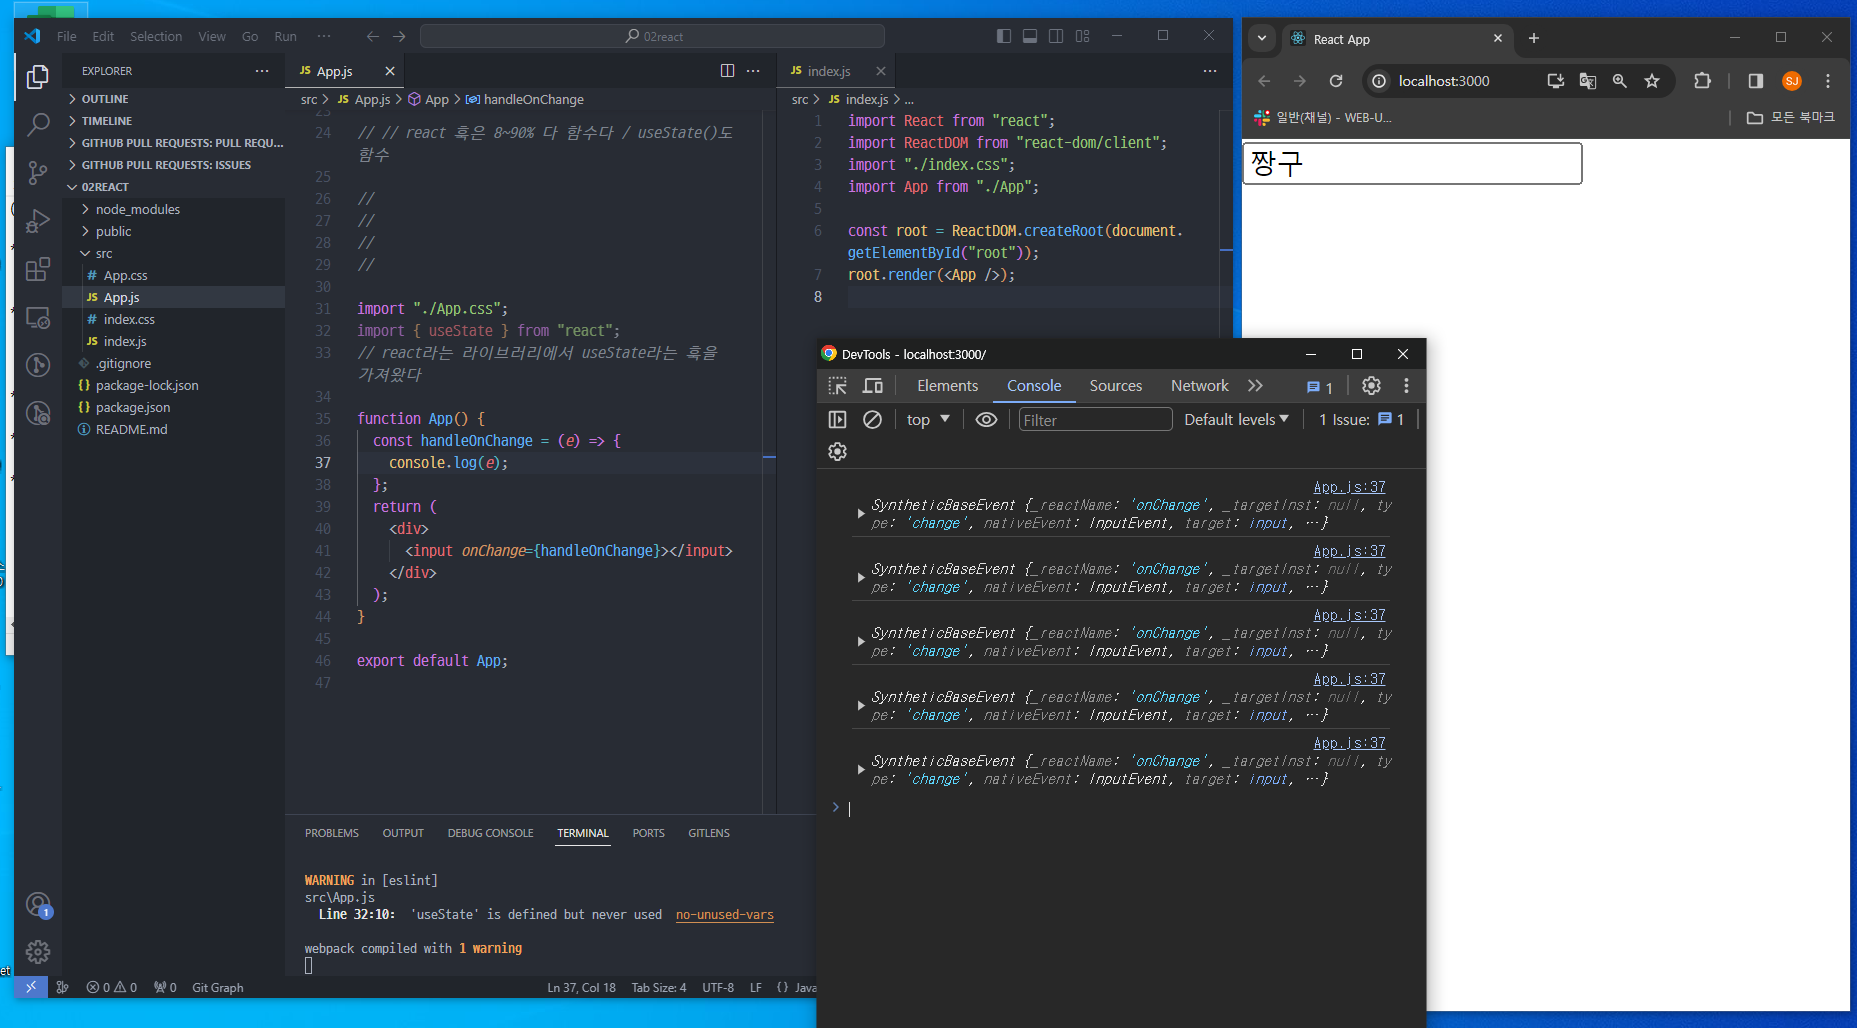 File Edit Selection View Go Run ···
02react
EXPLORER
OUTLINE
TIMELINE
GITHUB PULL REQUESTS: PULL REQU...
GITHUB PULL REQUESTS: ISSUES
02REACT
node_modules
public
src
# App.css
JS App.js
# index.css
JS index.js
.gitignore
{} package-lock.json
{} package.json
README.md
JS App.js
src > JS App.js > App > handleOnChange
23
24 // // react 훅은 8~90% 다 함수다 / useState()도
함수
25
26 //
27 //
28 //
29 //
30
31 import "./App.css";
32 import { useState } from "react";
33 // react라는 라이브러리에서 useState라는 훅을
가져왔다
34
35 function App() {
36 const handleOnChange = (e) => {
37 console.log(e);
38 };
39 return (
40 <div>
41 <input onChange={handleOnChange}></input>
42 </div>
43 );
44 }
45
46 export default App;
47
JS index.js
src > JS index.js > ...
1 import React from "react";
2 import ReactDOM from "react-dom/client";
3 import "./index.css";
4 import App from "./App";
5
6 const root = ReactDOM.createRoot(document.
getElementById("root"));
7 root.render(<App />);
8
PROBLEMS OUTPUT DEBUG CONSOLE TERMINAL PORTS GITLENS
WARNING in [eslint]
src\App.js
Line 32:10: 'useState' is defined but never used no-unused-vars
webpack compiled with 1 warning
1
et
0 0 0 Git Graph
Ln 37, Col 18 Tab Size: 4 UTF-8 LF {} Java
React App
localhost:3000
SJ
일반(채널) - WEB-U...
모든 북마크
짱구
DevTools - localhost:3000/
Elements Console Sources Network 1
top Filter Default levels 1 Issue: 1
App.js:37
SyntheticBaseEvent {_reactName: 'onChange', _targetInst: null, ty
pe: 'change', nativeEvent: InputEvent, target: input, …}
App.js:37
SyntheticBaseEvent {_reactName: 'onChange', _targetInst: null, ty
pe: 'change', nativeEvent: InputEvent, target: input, …}
App.js:37
SyntheticBaseEvent {_reactName: 'onChange', _targetInst: null, ty
pe: 'change', nativeEvent: InputEvent, target: input, …}
App.js:37
SyntheticBaseEvent {_reactName: 'onChange', _targetInst: null, ty
pe: 'change', nativeEvent: InputEvent, target: input, …}
App.js:37
SyntheticBaseEvent {_reactName: 'onChange', _targetInst: null, ty
pe: 'change', nativeEvent: InputEvent, target: input, …}